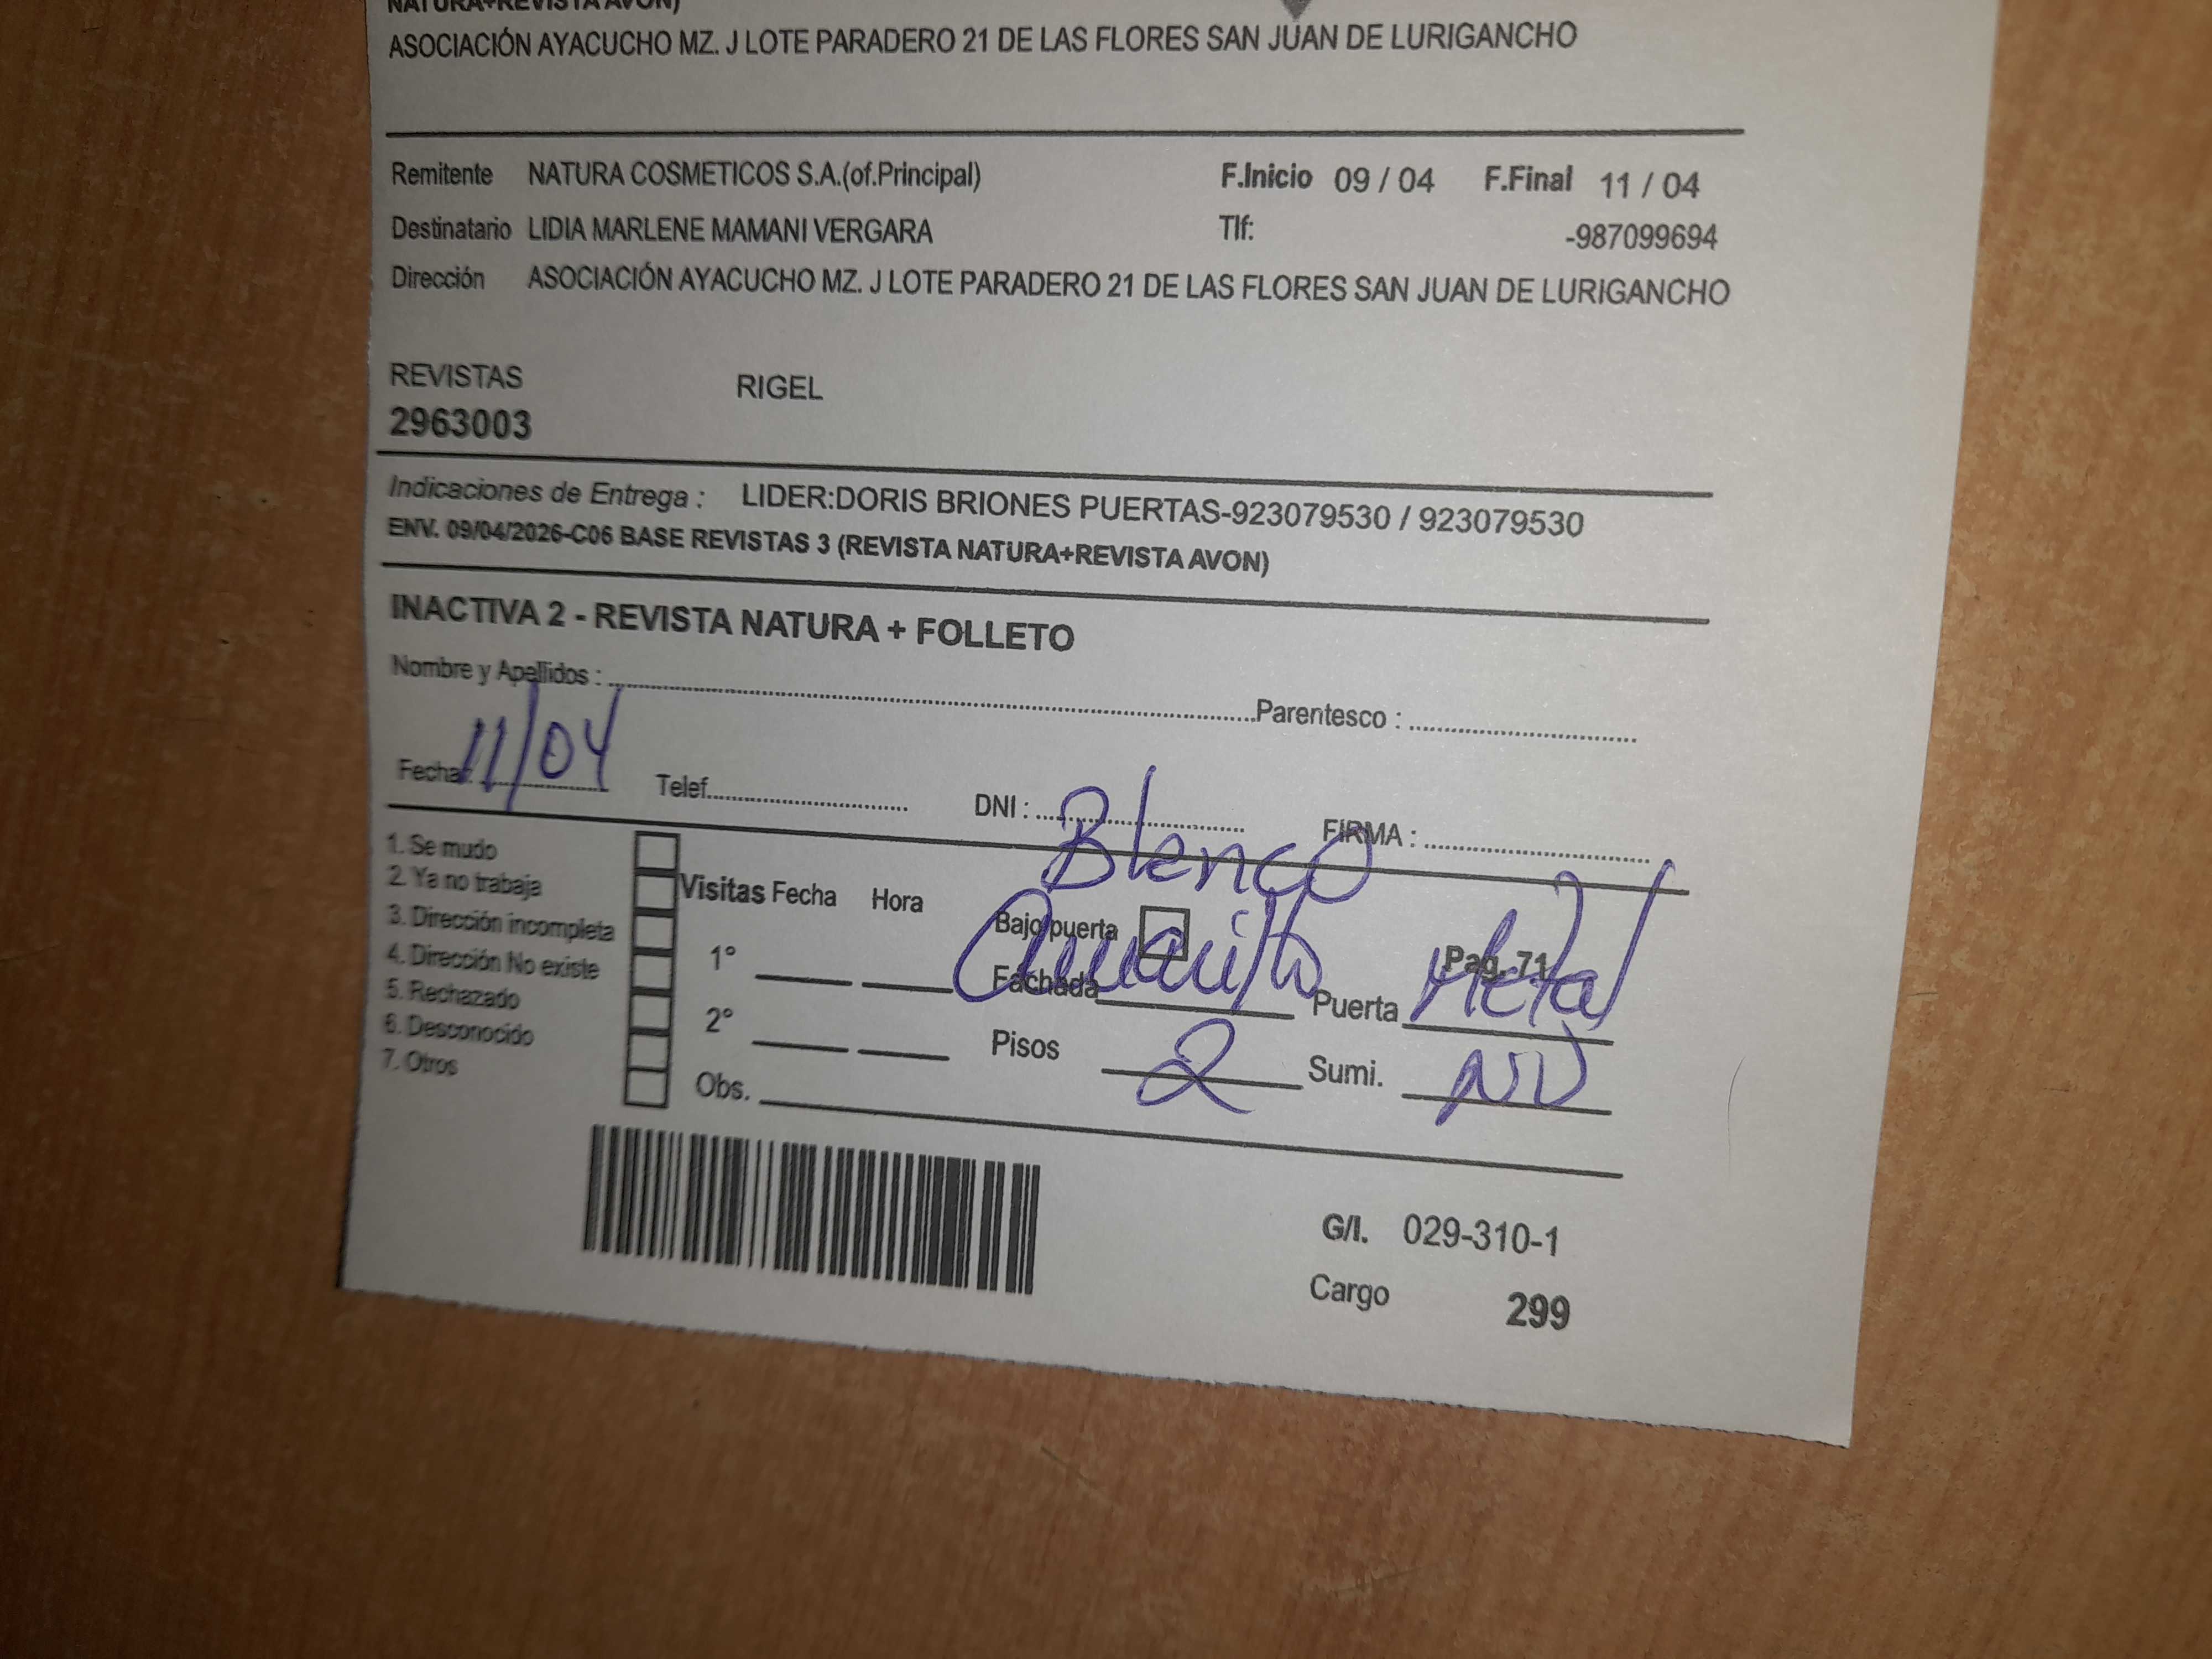 NATURA+REVISTA AVON)
ASOCIACIÓN AYACUCHO MZ. J LOTE PARADERO 21 DE LAS FLORES SAN JUAN DE LURIGANCHO
Remitente NATURA COSMETICOS S.A.(of.Principal) F.Inicio 09 / 04 F.Final 11 / 04
Destinatario LIDIA MARLENE MAMANI VERGARA Tlf: -987099694
Dirección ASOCIACIÓN AYACUCHO MZ. J LOTE PARADERO 21 DE LAS FLORES SAN JUAN DE LURIGANCHO
REVISTAS RIGEL
2963003
Indicaciones de Entrega : LIDER:DORIS BRIONES PUERTAS-923079530 / 923079530
ENV. 09/04/2026-C06 BASE REVISTAS 3 (REVISTA NATURA+REVISTA AVON)
INACTIVA 2 - REVISTA NATURA + FOLLETO
Nombre y Apellidos : Parentesco :
Fecha: 11/04 Telef. DNI : FIRMA :
Blanco
1. Se mudo
2. Ya no trabaja Visitas Fecha Hora
3. Dirección incompleta Bajo puerta Pag. 71
4. Dirección No existe 1° Fachada Amarillo Puerta Metal
5. Rechazado
6. Desconocido 2° Pisos 2 Sumi. NV
7. Otros Obs.
G/I. 029-310-1
Cargo 299